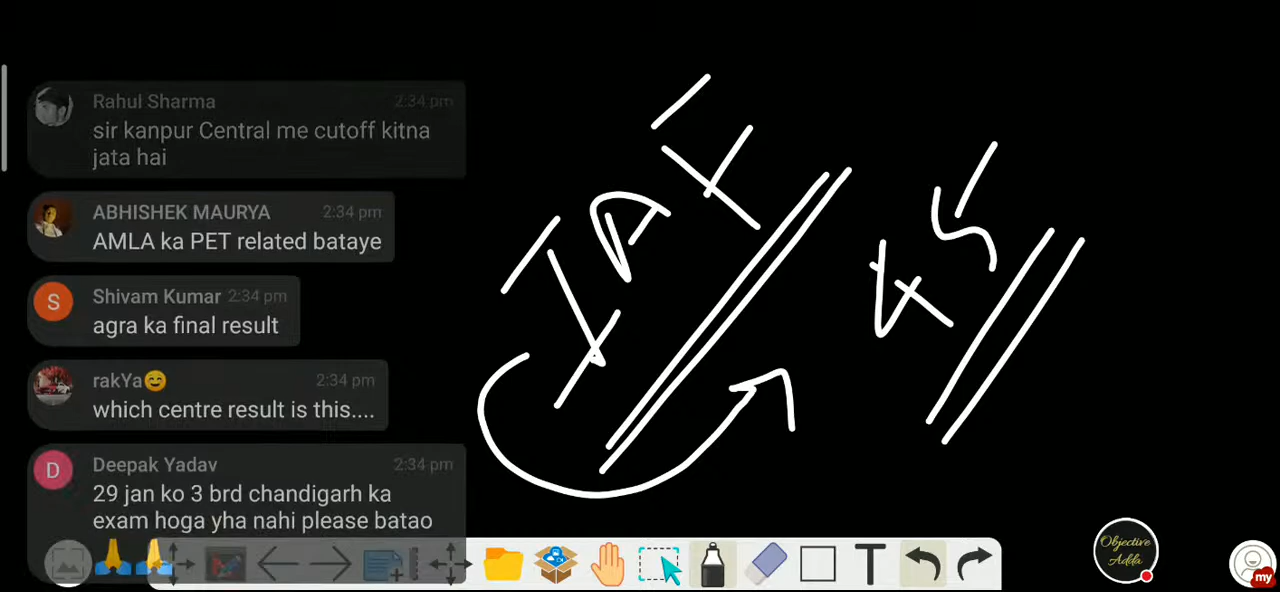 Rahul Sharma 2:34 pm
sir kanpur Central me cutoff kitna
jata hai
ABHISHEK MAURYA 2:34 pm
AMLA ka PET related bataye
S Shivam Kumar 2:34 pm
agra ka final result
rakYa😊 2:34 pm
which centre result is this....
D Deepak Yadav 2:34 pm
29 jan ko 3 brd chandigarh ka
exam hoga yha nahi please batao
IAF
45
T
Objective
Adda
my